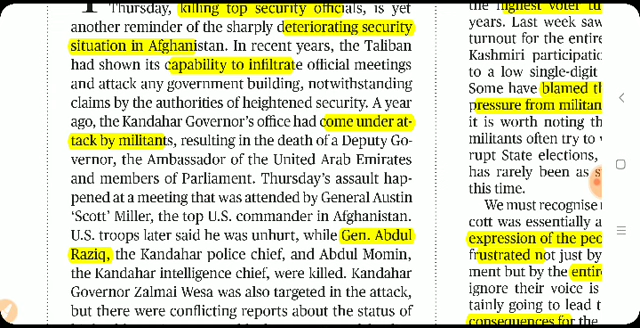 Thursday, killing top security officials, is yet
another reminder of the sharply deteriorating security
situation in Afghanistan. In recent years, the Taliban
had shown its capability to infiltrate official meetings
and attack any government building, notwithstanding
claims by the authorities of heightened security. A year
ago, the Kandahar Governor's office had come under at-
tack by militants, resulting in the death of a Deputy Go-
vernor, the Ambassador of the United Arab Emirates
and members of Parliament. Thursday's assault hap-
pened at a meeting that was attended by General Austin
'Scott' Miller, the top U.S. commander in Afghanistan.
U.S. troops later said he was unhurt, while Gen. Abdul
Raziq, the Kandahar police chief, and Abdul Momin,
the Kandahar intelligence chief, were killed. Kandahar
Governor Zalmai Wesa was also targeted in the attack,
but there were conflicting reports about the status of
the highest voter tu
years. Last week saw
turnout for the entire
Kashmiri participatio
to a low single-digit
Some have blamed th
pressure from militan
it is worth noting th
militants often try to
rupt State elections,
has rarely been as s
this time.
We must recognise
cott was essentially a
expression of the peo
frustrated not just by
ment but by the entir
ignore their voice is
tainly going to lead t
consequences for the